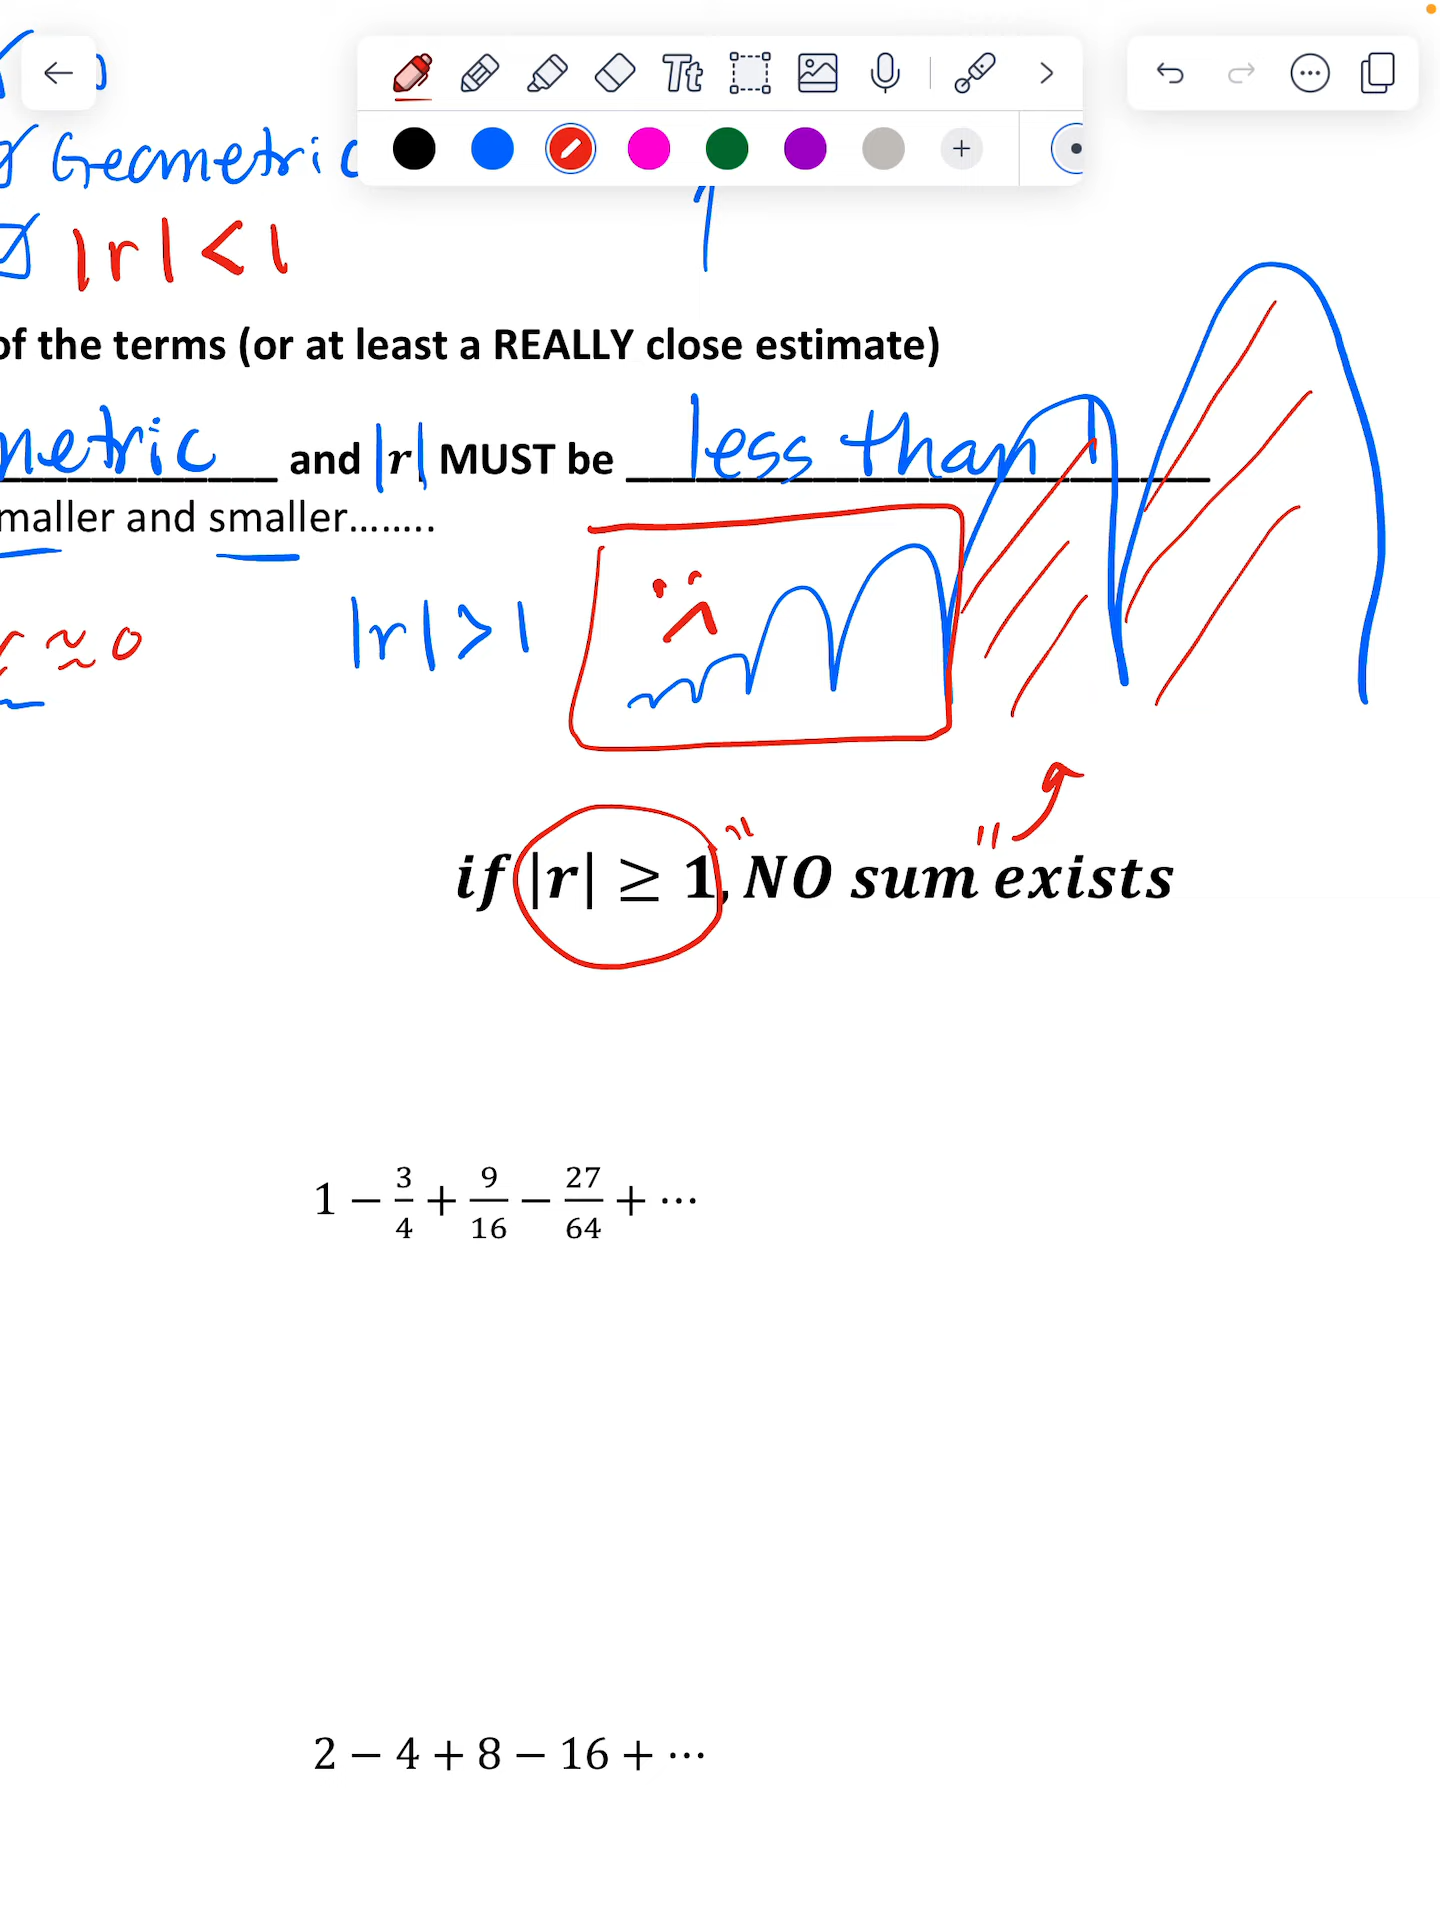 Tt
Geometric
|r| < 1
of the terms (or at least a REALLY close estimate)
metric and |r| MUST be less than 1
maller and smaller........
r ≈ 0 |r| > 1
if |r| ≥ 1, "NO sum" exists
1 − 3/4 + 9/16 − 27/64 + ⋯
2 − 4 + 8 − 16 + ⋯